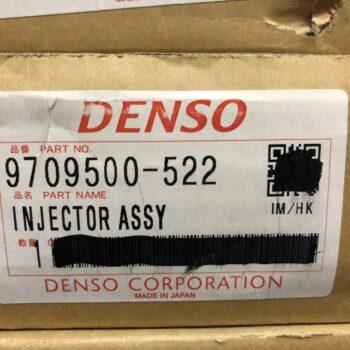 DENSO
品番 PART NO.
9709500-522
品名 PART NAME
INJECTOR ASSY
IM/HK
数量
1
DENSO CORPORATION
MADE IN JAPAN